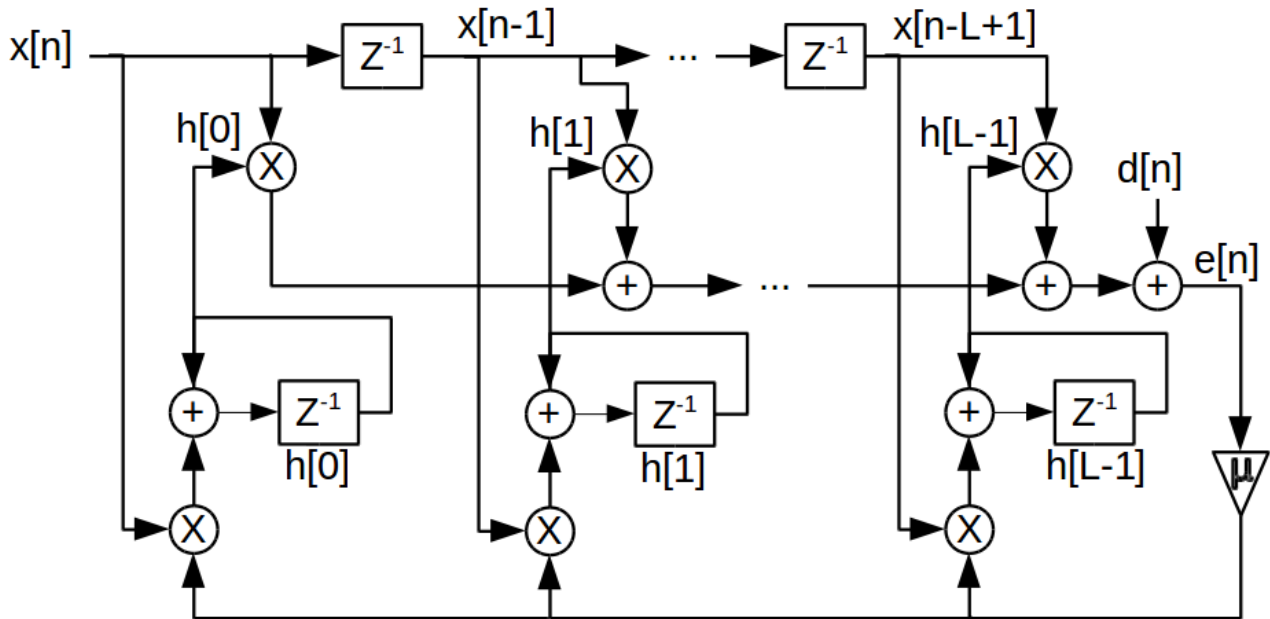 x[n]
Z-1
x[n-1]
...
Z-1
x[n-L+1]
h[0]
X
h[1]
X
h[L-1]
X
d[n]
+
...
+
+
e[n]
+
Z-1
h[0]
+
Z-1
h[1]
+
Z-1
h[L-1]
μ
X
X
X